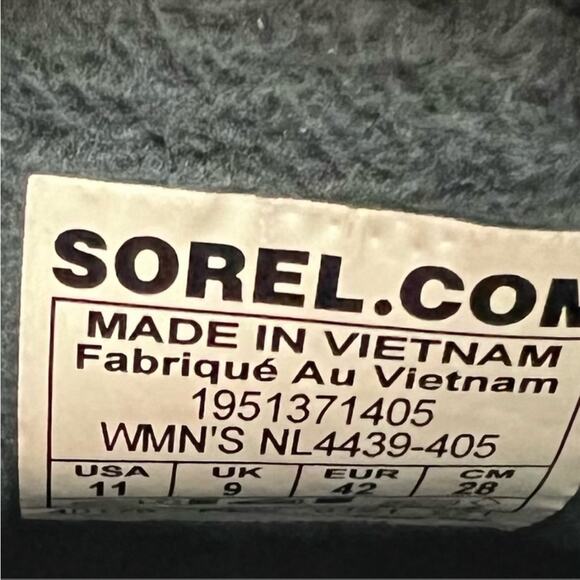 SOREL.COM
MADE IN VIETNAM
Fabriqué Au Vietnam
1951371405
WMN'S NL4439-405
USA UK EUR CM
11 9 42 28